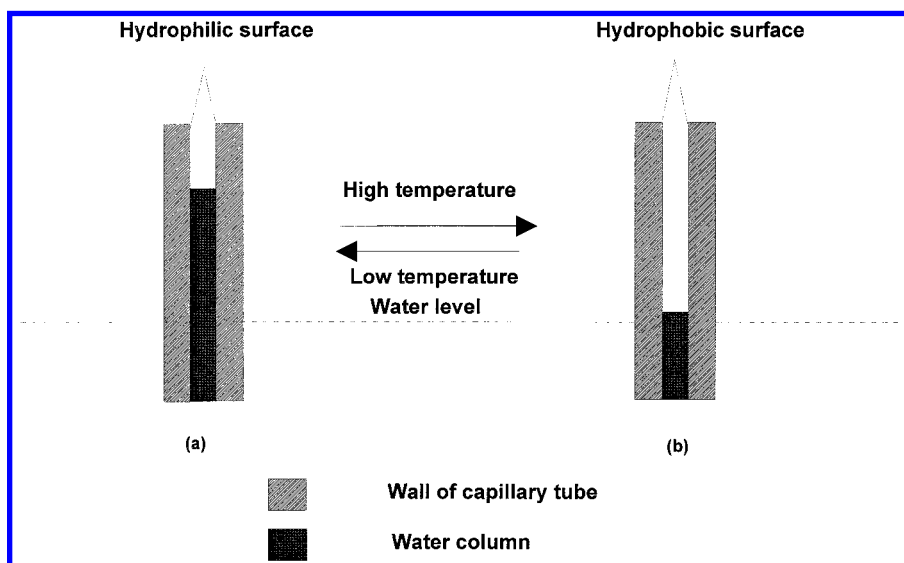 Hydrophilic surface
Hydrophobic surface
High temperature
Low temperature
Water level
(a)
(b)
Wall of capillary tube
Water column